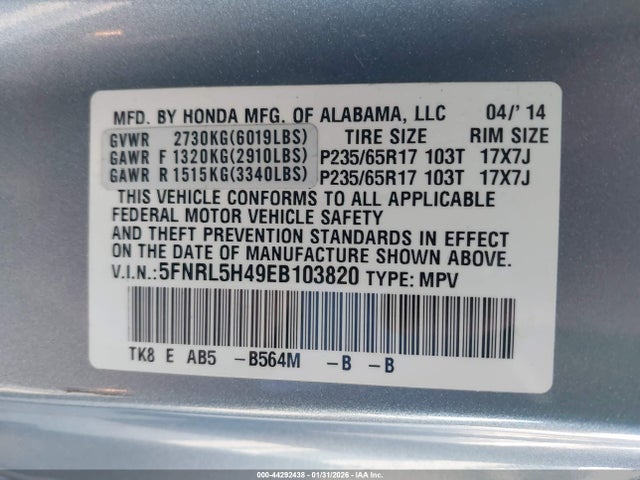 MFD. BY HONDA MFG. OF ALABAMA, LLC 04/'14
GVWR 2730KG(6019LBS) TIRE SIZE RIM SIZE
GAWR F 1320KG(2910LBS) P235/65R17 103T 17X7J
GAWR R 1515KG(3340LBS) P235/65R17 103T 17X7J
THIS VEHICLE CONFORMS TO ALL APPLICABLE
FEDERAL MOTOR VEHICLE SAFETY
AND THEFT PREVENTION STANDARDS IN EFFECT
ON THE DATE OF MANUFACTURE SHOWN ABOVE.
V.I.N.:5FNRL5H49EB103820 TYPE: MPV
TK8 E AB5 -B564M -B -B
000-44292438 - 01/31/2026 - Copyright IAA, Inc.